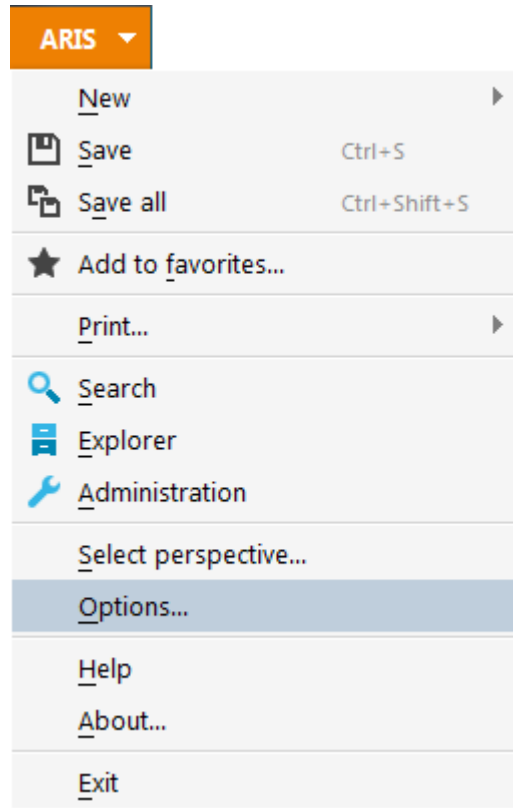 ARIS
New
Save Ctrl+S
Save all Ctrl+Shift+S
Add to favorites...
Print...
Search
Explorer
Administration
Select perspective...
Options...
Help
About...
Exit